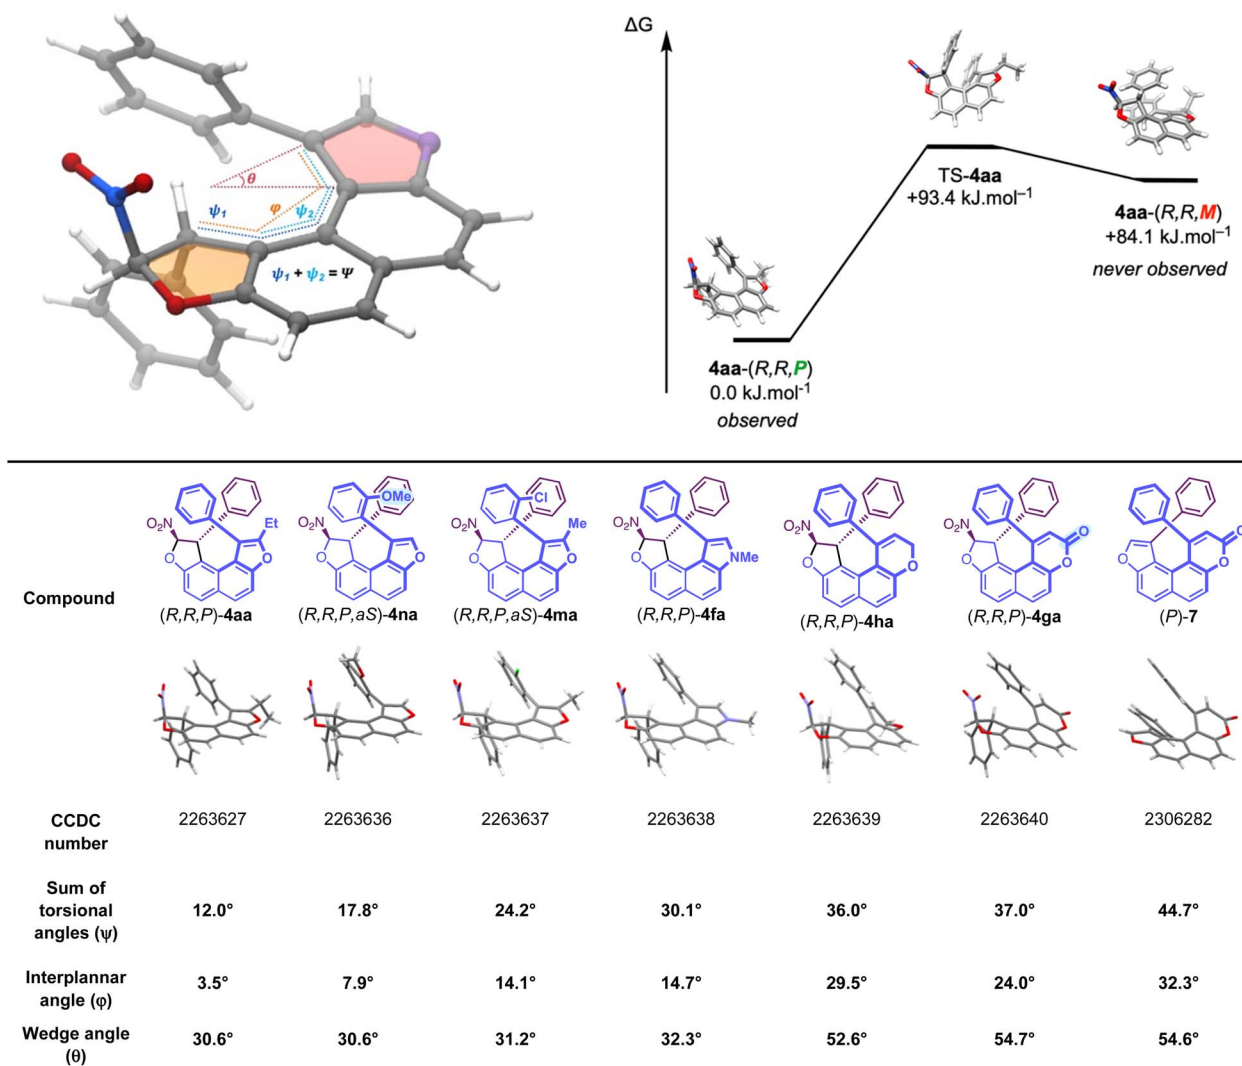 θ
ψ1
φ
ψ2
ψ1 + ψ2 = Ψ
ΔG
TS-4aa
+93.4 kJ.mol–1
4aa-(R,R,M)
+84.1 kJ.mol–1
never observed
4aa-(R,R,P)
0.0 kJ.mol-1
observed
Compound
O2N Et O O
(R,R,P)-4aa
O2N OMe O O
(R,R,P,aS)-4na
O2N Cl Me O O
(R,R,P,aS)-4ma
O2N O NMe
(R,R,P)-4fa
O2N O O
(R,R,P)-4ha
O2N O O O
(R,R,P)-4ga
O O O
(P)-7
CCDC
number
2263627 2263636 2263637 2263638 2263639 2263640 2306282
Sum of
torsional
angles (ψ)
12.0° 17.8° 24.2° 30.1° 36.0° 37.0° 44.7°
Interplannar
angle (φ)
3.5° 7.9° 14.1° 14.7° 29.5° 24.0° 32.3°
Wedge angle
(θ)
30.6° 30.6° 31.2° 32.3° 52.6° 54.7° 54.6°